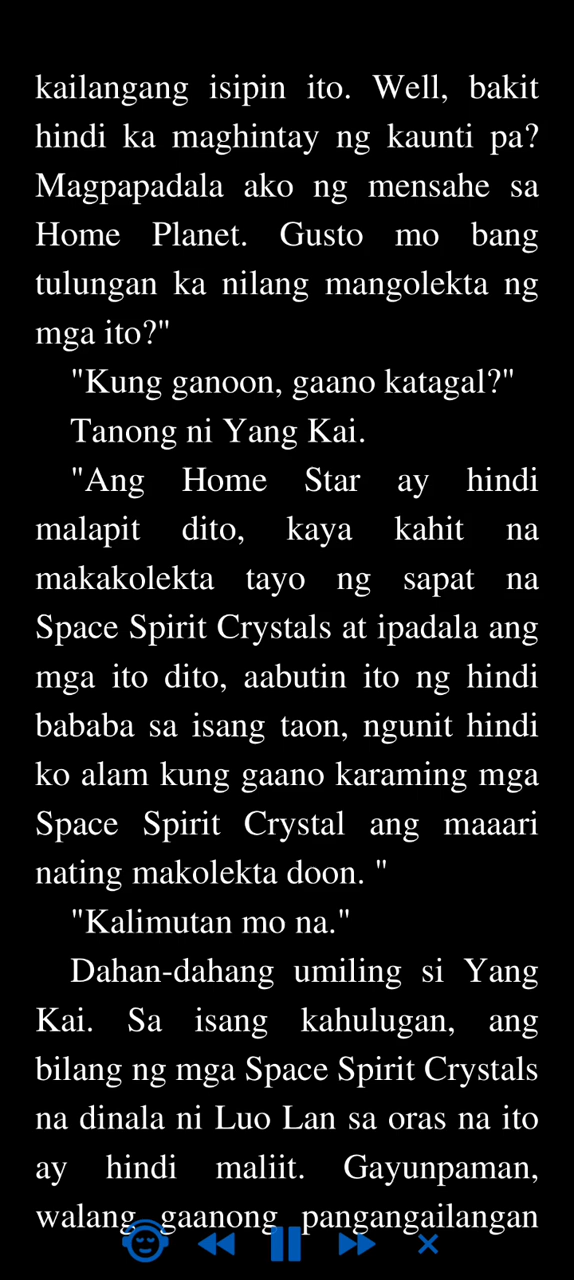 kailangang isipin ito. Well, bakit
hindi ka maghintay ng kaunti pa?
Magpapadala ako ng mensahe sa
Home Planet. Gusto mo bang
tulungan ka nilang mangolekta ng
mga ito?"
"Kung ganoon, gaano katagal?"
Tanong ni Yang Kai.
"Ang Home Star ay hindi
malapit dito, kaya kahit na
makakolekta tayo ng sapat na
Space Spirit Crystals at ipadala ang
mga ito dito, aabutin ito ng hindi
bababa sa isang taon, ngunit hindi
ko alam kung gaano karaming mga
Space Spirit Crystal ang maaari
nating makolekta doon. "
"Kalimutan mo na."
Dahan-dahang umiling si Yang
Kai. Sa isang kahulugan, ang
bilang ng mga Space Spirit Crystals
na dinala ni Luo Lan sa oras na ito
ay hindi maliit. Gayunpaman,
walang gaanong pangangailangan